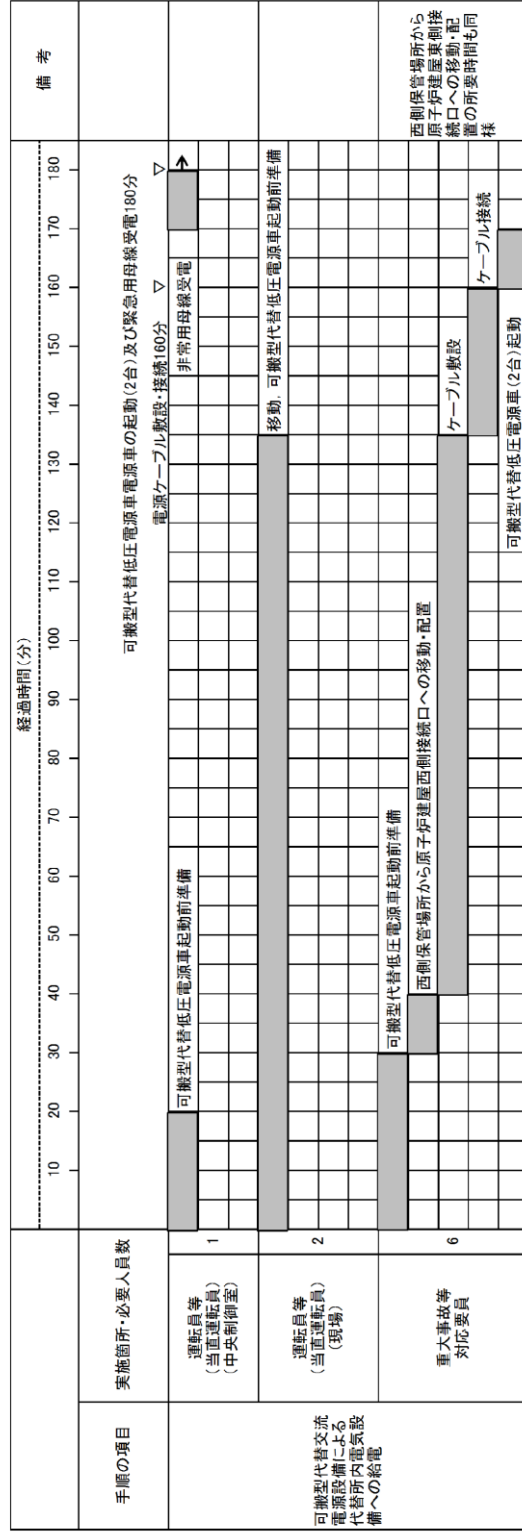 経過時間(分)
備 考
手順の項目
実施箇所・必要人員数
10
20
30
40
50
60
70
80
90
100
110
120
130
140
150
160
170
180
可搬型代替低圧電源車電源車の起動(2台)及び緊急用母線受電180分
▽
電源ケーブル敷設・接続160分
▽
可搬型代替交流
電源設備による
代替所内電気設
備への給電
運転員等
(当直運転員)
(中央制御室)
1
可搬型代替低圧電源車起動前準備
非常用母線受電
運転員等
(当直運転員)
(現場)
2
移動, 可搬型代替低圧電源車起動前準備
重大事故等
対応要員
6
可搬型代替低圧電源車起動前準備
西側保管場所から原子炉建屋西側接続口への移動・配置
ケーブル敷設
ケーブル接続
可搬型代替低圧電源車(2台)起動
西側保管場所から
原子炉建屋東側接
続口への移動・配
置の所要時間も同
様